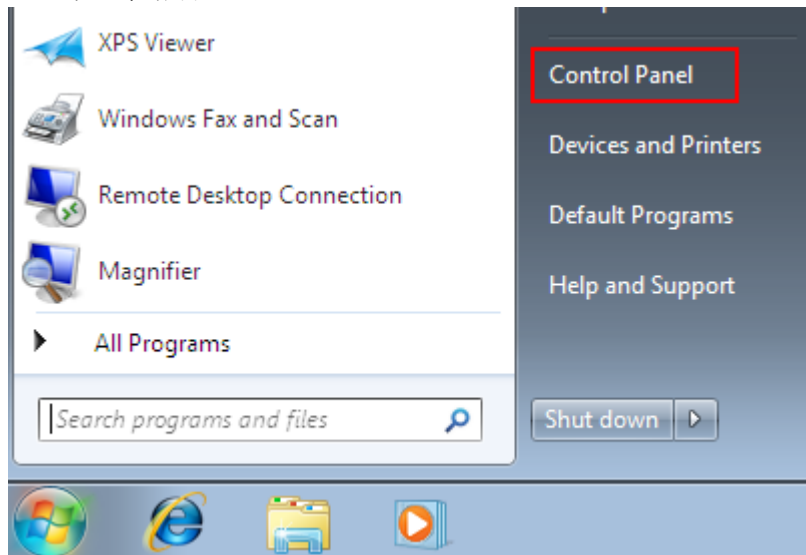 XPS Viewer
Windows Fax and Scan
Remote Desktop Connection
Magnifier
All Programs
Search programs and files
Control Panel
Devices and Printers
Default Programs
Help and Support
Shut down